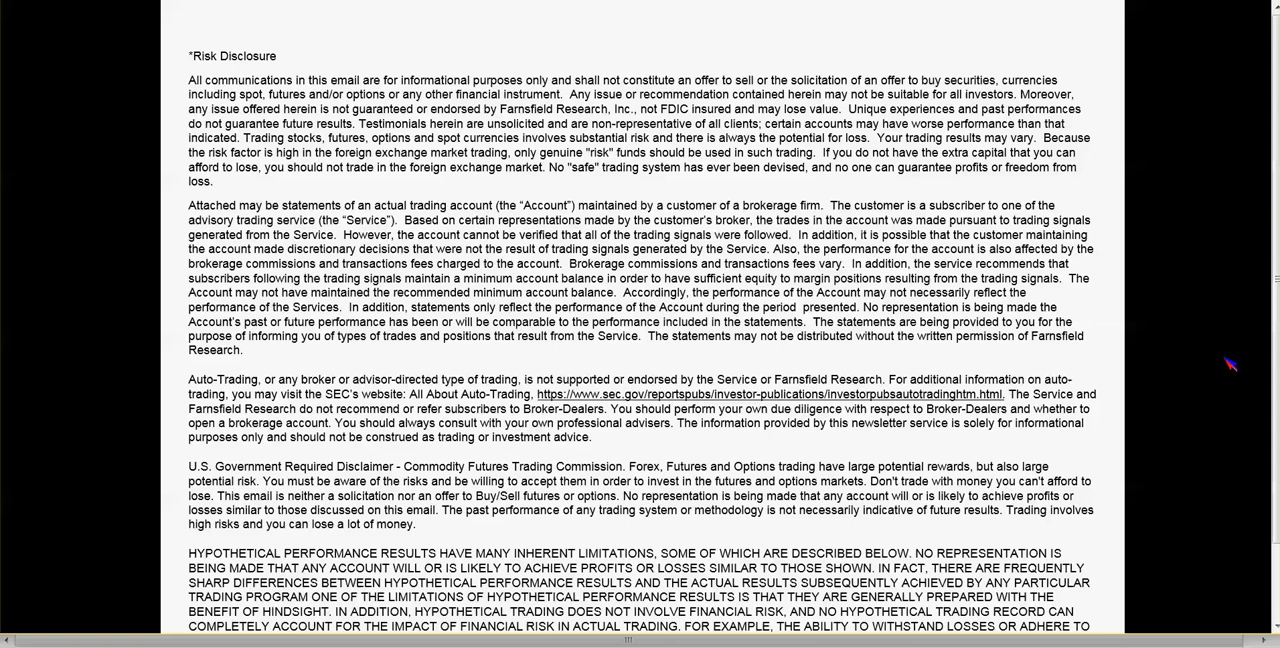 *Risk Disclosure
All communications in this email are for informational purposes only and shall not constitute an offer to sell or the solicitation of an offer to buy securities, currencies
including spot, futures and/or options or any other financial instrument.  Any issue or recommendation contained herein may not be suitable for all investors. Moreover,
any issue offered herein is not guaranteed or endorsed by Farnsfield Research, Inc., not FDIC insured and may lose value.  Unique experiences and past performances
do not guarantee future results. Testimonials herein are unsolicited and are non-representative of all clients; certain accounts may have worse performance than that
indicated. Trading stocks, futures, options and spot currencies involves substantial risk and there is always the potential for loss.  Your trading results may vary.  Because
the risk factor is high in the foreign exchange market trading, only genuine "risk" funds should be used in such trading.  If you do not have the extra capital that you can
afford to lose, you should not trade in the foreign exchange market. No "safe" trading system has ever been devised, and no one can guarantee profits or freedom from
loss.
Attached may be statements of an actual trading account (the “Account”) maintained by a customer of a brokerage firm.  The customer is a subscriber to one of the
advisory trading service (the “Service”).  Based on certain representations made by the customer’s broker, the trades in the account was made pursuant to trading signals
generated from the Service.  However, the account cannot be verified that all of the trading signals were followed.  In addition, it is possible that the customer maintaining
the account made discretionary decisions that were not the result of trading signals generated by the Service. Also, the performance for the account is also affected by the
brokerage commissions and transactions fees charged to the account.  Brokerage commissions and transactions fees vary.  In addition, the service recommends that
subscribers following the trading signals maintain a minimum account balance in order to have sufficient equity to margin positions resulting from the trading signals.  The
Account may not have maintained the recommended minimum account balance.  Accordingly, the performance of the Account may not necessarily reflect the
performance of the Services.  In addition, statements only reflect the performance of the Account during the period  presented. No representation is being made the
Account’s past or future performance has been or will be comparable to the performance included in the statements.  The statements are being provided to you for the
purpose of informing you of types of trades and positions that result from the Service.  The statements may not be distributed without the written permission of Farnsfield
Research.
Auto-Trading, or any broker or advisor-directed type of trading, is not supported or endorsed by the Service or Farnsfield Research. For additional information on auto-
trading, you may visit the SEC’s website: All About Auto-Trading, https://www.sec.gov/reportspubs/investor-publications/investorpubsautotradinghtm.html. The Service and
Farnsfield Research do not recommend or refer subscribers to Broker-Dealers. You should perform your own due diligence with respect to Broker-Dealers and whether to
open a brokerage account. You should always consult with your own professional advisers. The information provided by this newsletter service is solely for informational
purposes only and should not be construed as trading or investment advice.
U.S. Government Required Disclaimer - Commodity Futures Trading Commission. Forex, Futures and Options trading have large potential rewards, but also large
potential risk. You must be aware of the risks and be willing to accept them in order to invest in the futures and options markets. Don't trade with money you can't afford to
lose. This email is neither a solicitation nor an offer to Buy/Sell futures or options. No representation is being made that any account will or is likely to achieve profits or
losses similar to those discussed on this email. The past performance of any trading system or methodology is not necessarily indicative of future results. Trading involves
high risks and you can lose a lot of money.
HYPOTHETICAL PERFORMANCE RESULTS HAVE MANY INHERENT LIMITATIONS, SOME OF WHICH ARE DESCRIBED BELOW. NO REPRESENTATION IS
BEING MADE THAT ANY ACCOUNT WILL OR IS LIKELY TO ACHIEVE PROFITS OR LOSSES SIMILAR TO THOSE SHOWN. IN FACT, THERE ARE FREQUENTLY
SHARP DIFFERENCES BETWEEN HYPOTHETICAL PERFORMANCE RESULTS AND THE ACTUAL RESULTS SUBSEQUENTLY ACHIEVED BY ANY PARTICULAR
TRADING PROGRAM ONE OF THE LIMITATIONS OF HYPOTHETICAL PERFORMANCE RESULTS IS THAT THEY ARE GENERALLY PREPARED WITH THE
BENEFIT OF HINDSIGHT. IN ADDITION, HYPOTHETICAL TRADING DOES NOT INVOLVE FINANCIAL RISK, AND NO HYPOTHETICAL TRADING RECORD CAN
COMPLETELY ACCOUNT FOR THE IMPACT OF FINANCIAL RISK IN ACTUAL TRADING. FOR EXAMPLE, THE ABILITY TO WITHSTAND LOSSES OR ADHERE TO